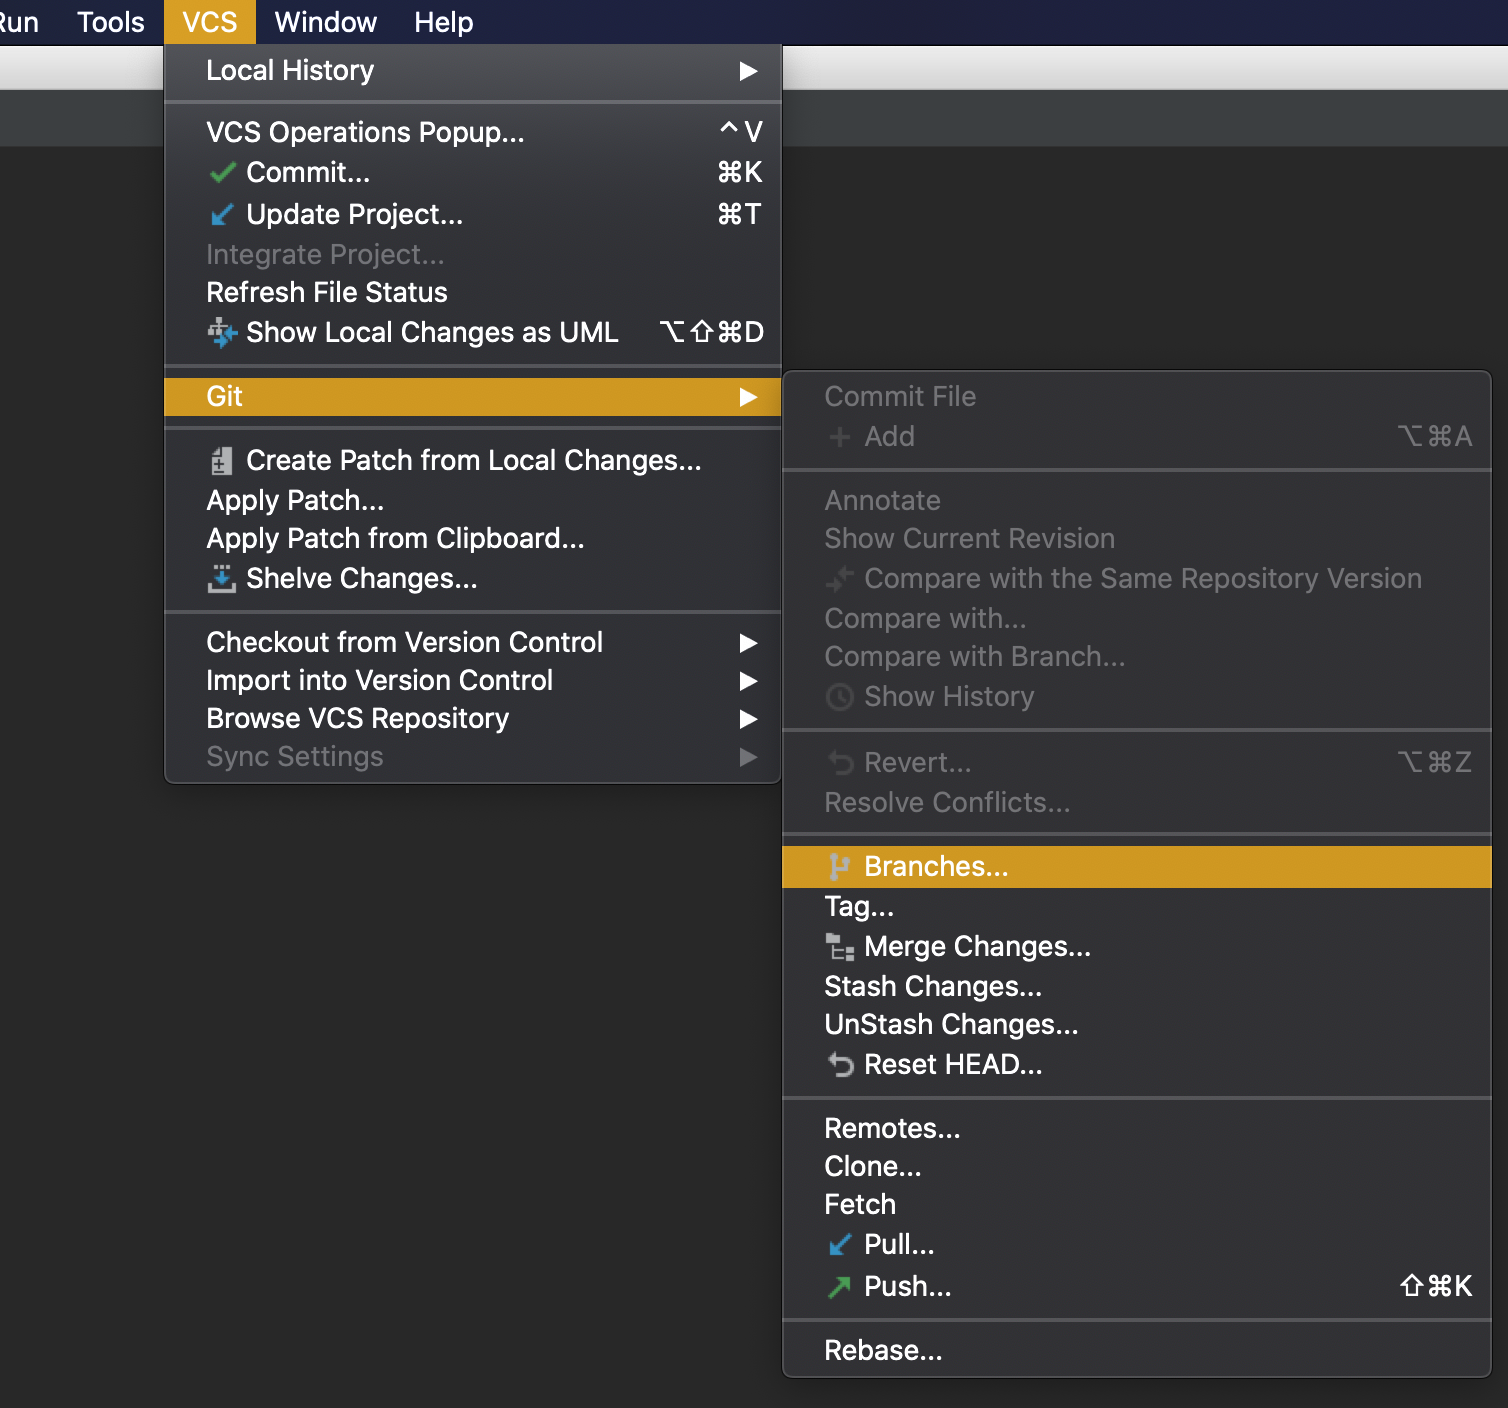 Run Tools VCS Window Help
Local History
VCS Operations Popup... ^V
Commit... ⌘K
Update Project... ⌘T
Integrate Project...
Refresh File Status
Show Local Changes as UML ⌥⇧⌘D
Git
Create Patch from Local Changes...
Apply Patch...
Apply Patch from Clipboard...
Shelve Changes...
Checkout from Version Control
Import into Version Control
Browse VCS Repository
Sync Settings
Commit File
Add ⌥⌘A
Annotate
Show Current Revision
Compare with the Same Repository Version
Compare with...
Compare with Branch...
Show History
Revert... ⌥⌘Z
Resolve Conflicts...
Branches...
Tag...
Merge Changes...
Stash Changes...
UnStash Changes...
Reset HEAD...
Remotes...
Clone...
Fetch
Pull...
Push... ⇧⌘K
Rebase...